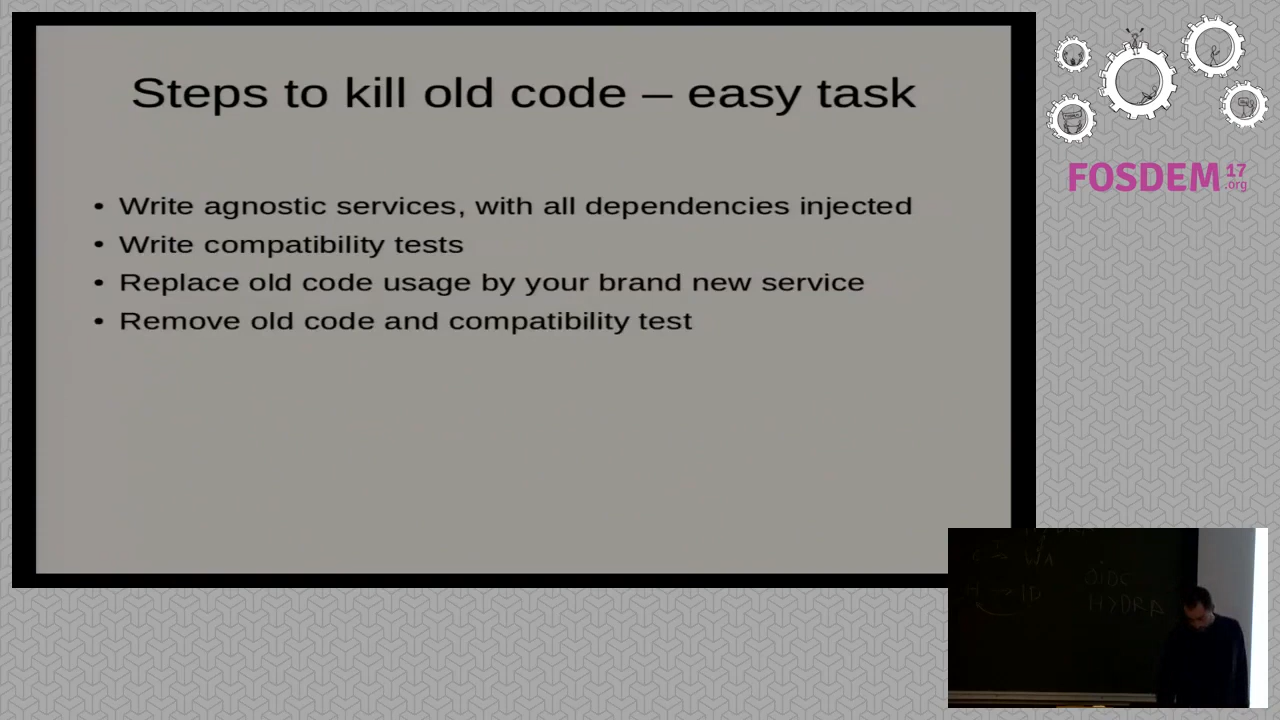 Steps to kill old code – easy task
• Write agnostic services, with all dependencies injected
• Write compatibility tests
• Replace old code usage by your brand new service
• Remove old code and compatibility test
FOSDEM 17
.org
HYDRA